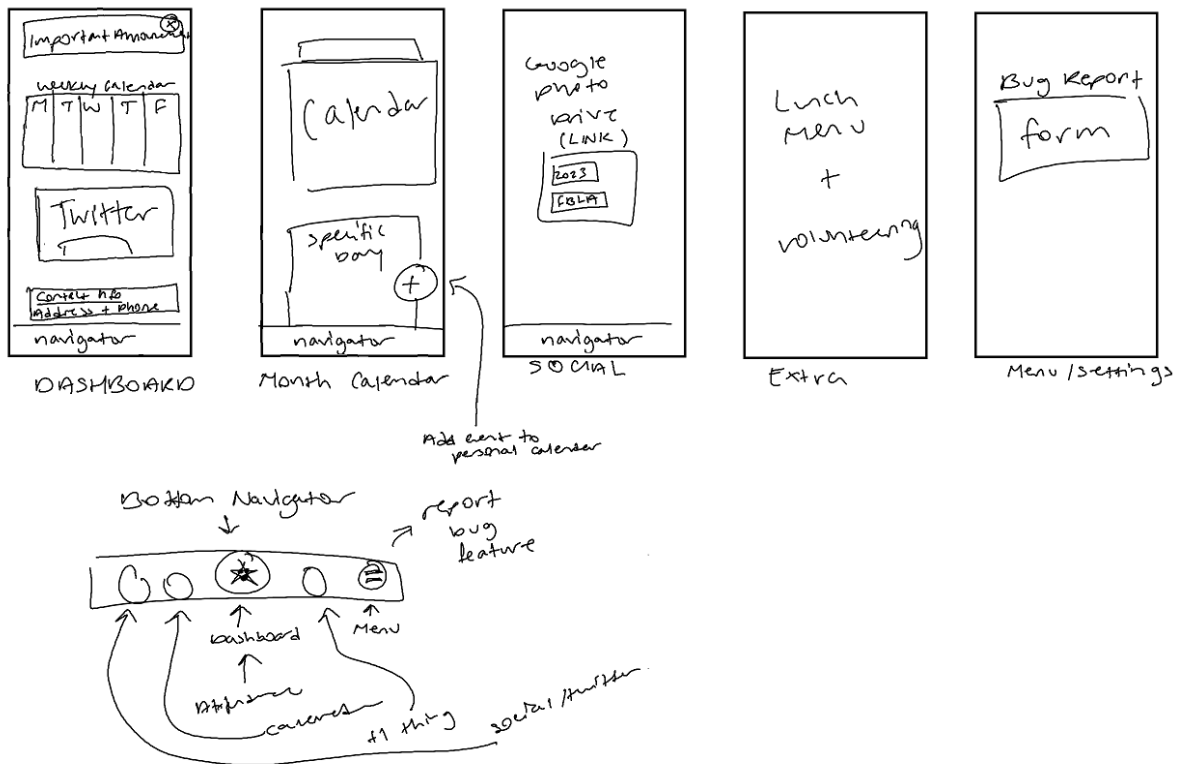 Important Announ
X
Weekly Calendar
M T W T F
Twitter
Contact Info
Address + Phone
navigator
DASHBOARD
Calendar
specific
day
+
navigator
Month Calendar
Add event to
personal calendar
Google
photo
drive
(LINK)
2023
FBLA
navigator
SOCIAL
Lunch
Menu
+
volunteering
Extra
Bug Report
form
Menu/Settings
Bottom Navigator
report
bug
feature
Dashboard
Menu
+1 thing
social/twitter